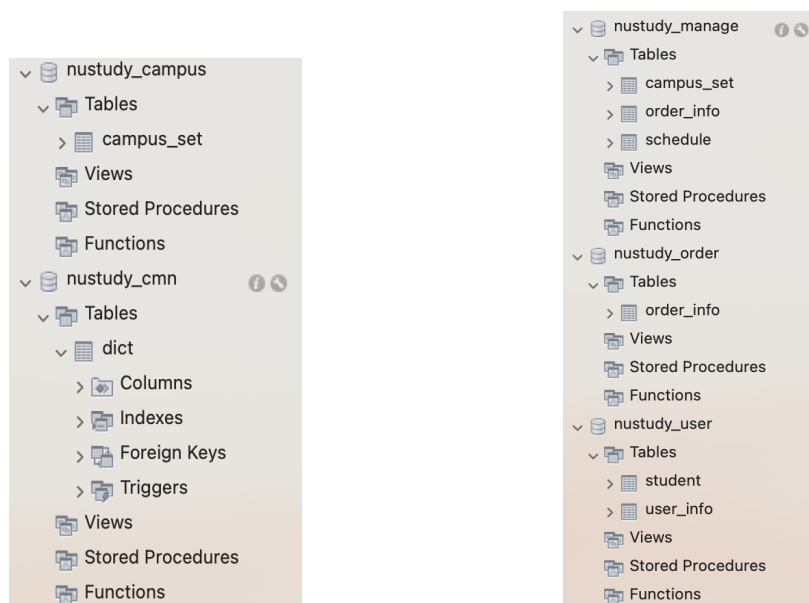 nustudy_campus
Tables
campus_set
Views
Stored Procedures
Functions
nustudy_cmn
Tables
dict
Columns
Indexes
Foreign Keys
Triggers
Views
Stored Procedures
Functions
nustudy_manage
Tables
campus_set
order_info
schedule
Views
Stored Procedures
Functions
nustudy_order
Tables
order_info
Views
Stored Procedures
Functions
nustudy_user
Tables
student
user_info
Views
Stored Procedures
Functions